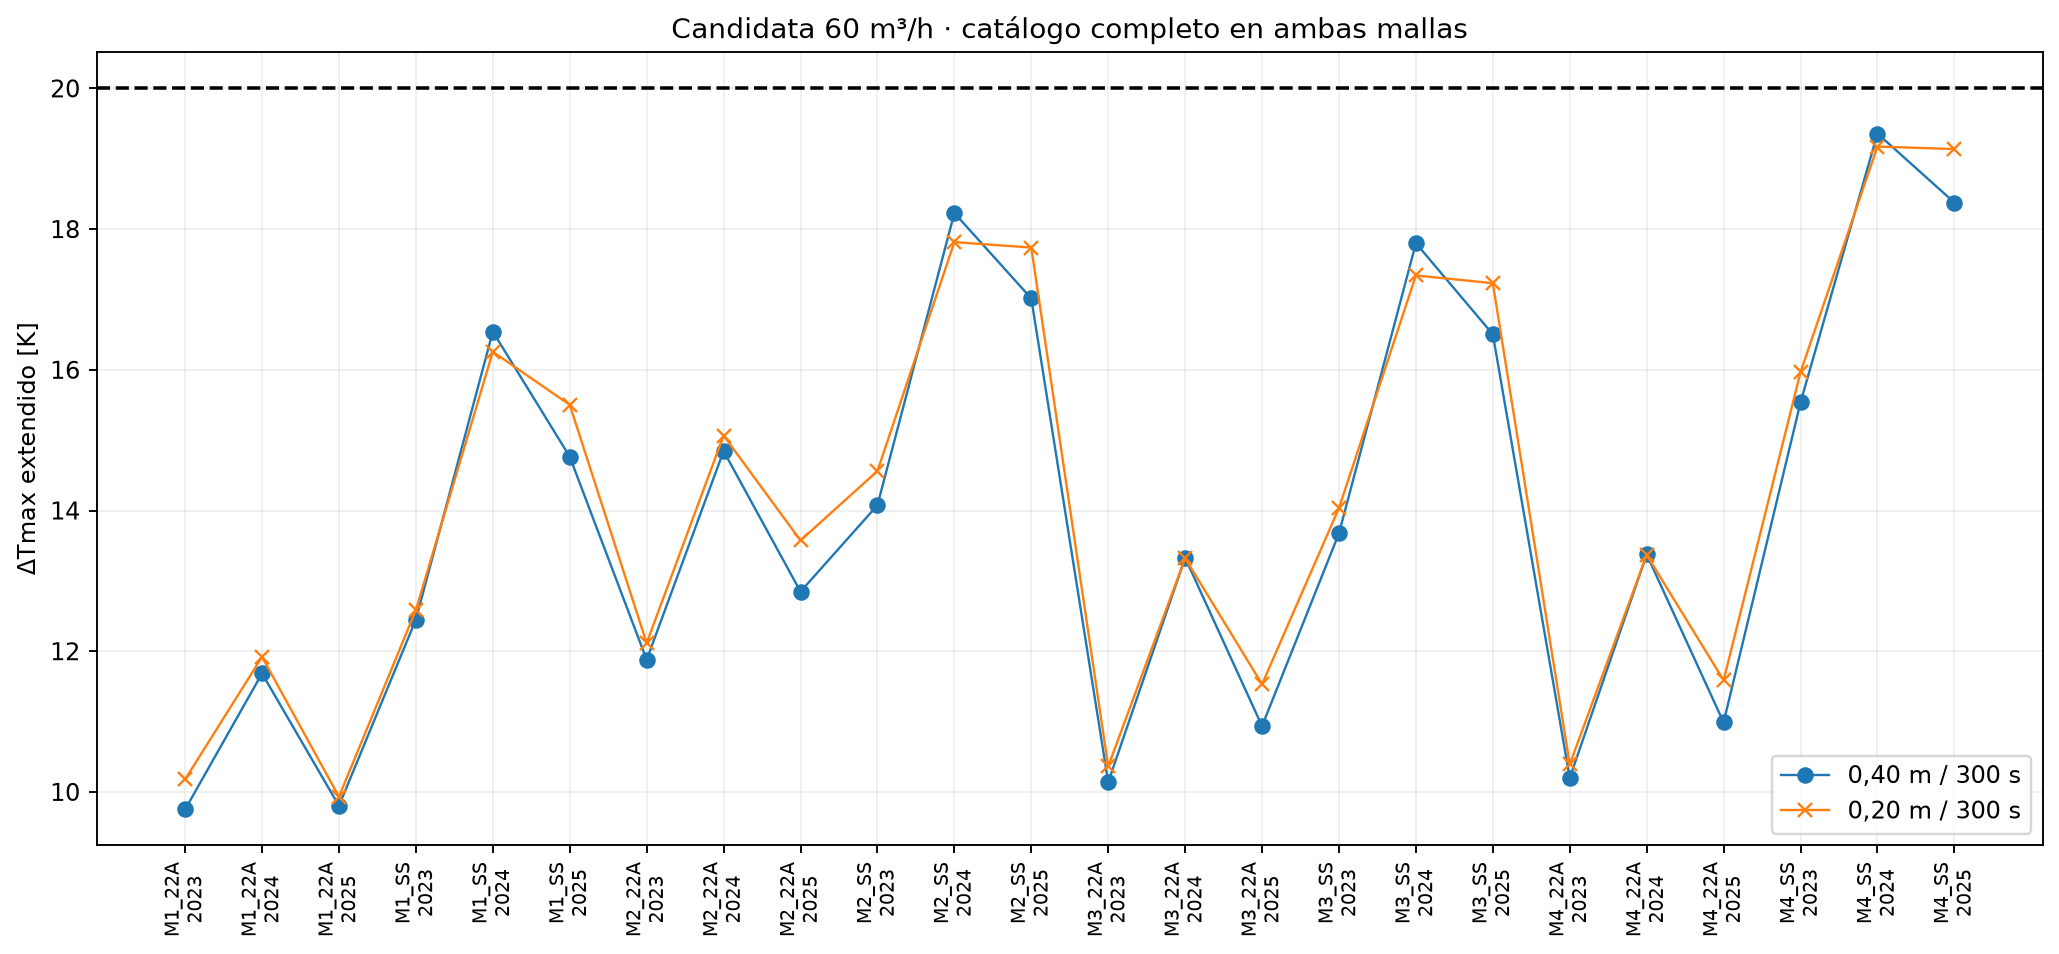 Candidata 60 m³/h · catálogo completo en ambas mallas
ΔTmax extendido [K]
20
18
16
14
12
10
M1_22A
2023
M1_22A
2024
M1_22A
2025
M1_SS
2023
M1_SS
2024
M1_SS
2025
M2_22A
2023
M2_22A
2024
M2_22A
2025
M2_SS
2023
M2_SS
2024
M2_SS
2025
M3_22A
2023
M3_22A
2024
M3_22A
2025
M3_SS
2023
M3_SS
2024
M3_SS
2025
M4_22A
2023
M4_22A
2024
M4_22A
2025
M4_SS
2023
M4_SS
2024
M4_SS
2025
0,40 m / 300 s
0,20 m / 300 s